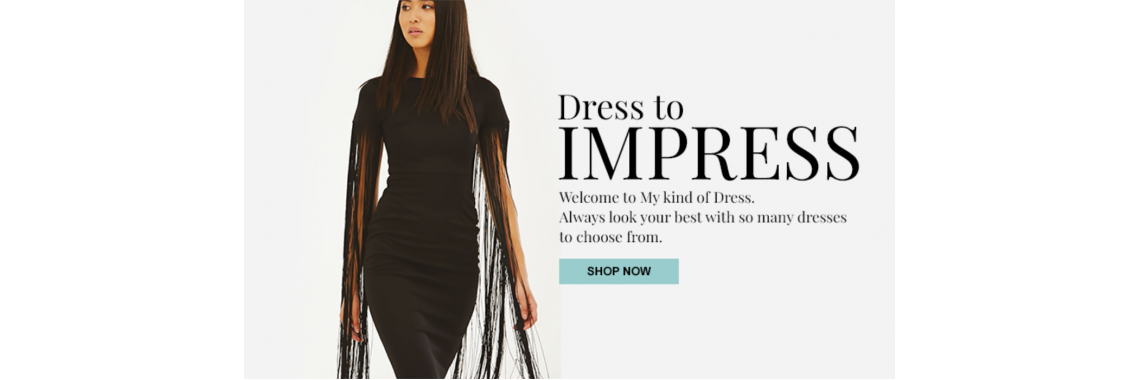 Dress to
IMPRESS
Welcome to My kind of Dress.
Always look your best with so many dresses
to choose from.
SHOP NOW